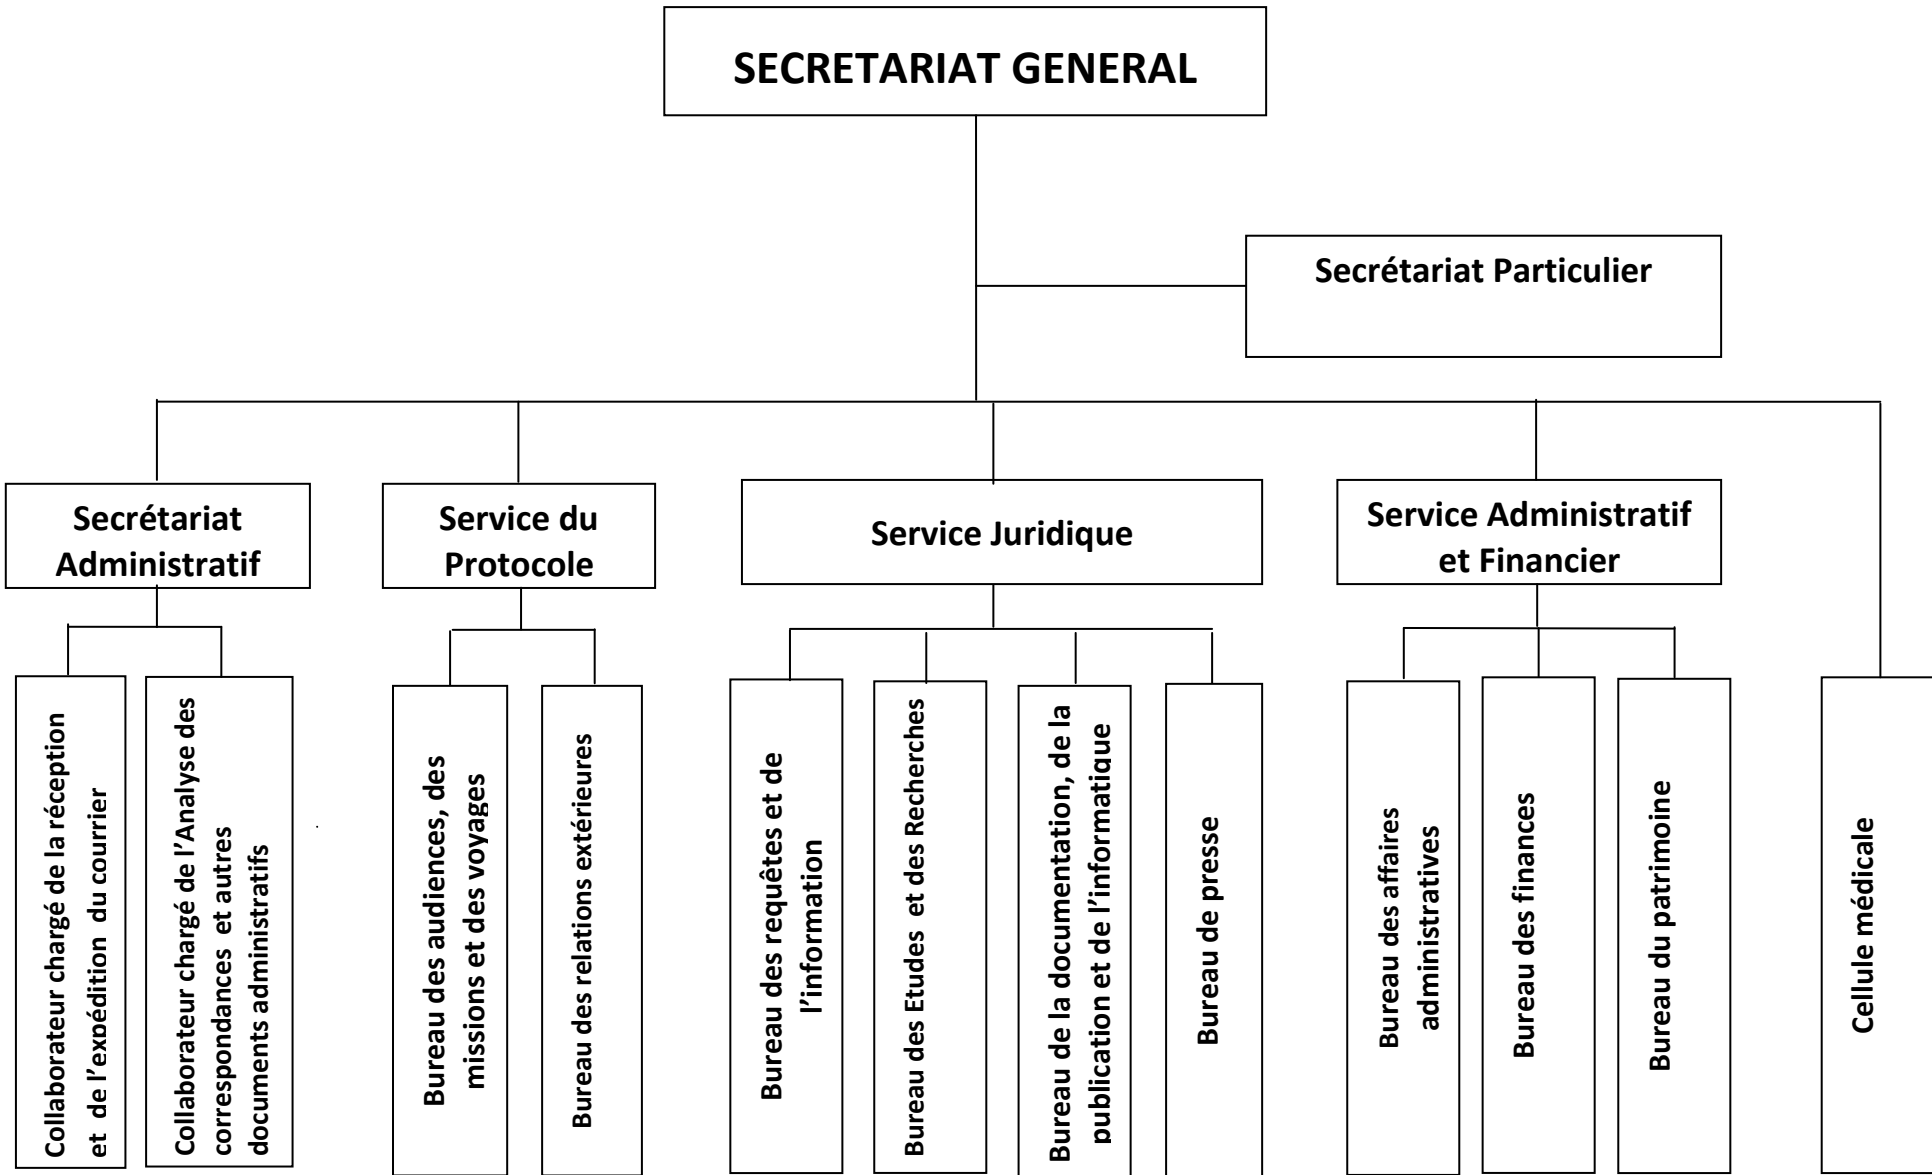 SECRETARIAT GENERAL
Secrétariat Particulier
Secrétariat
Administratif
Service du
Protocole
Service Juridique
Service Administratif
et Financier
Collaborateur chargé de la réception
et de l’expédition du courrier
Collaborateur chargé de l’Analyse des
correspondances et autres
documents administratifs
Bureau des audiences, des
missions et des voyages
Bureau des relations extérieures
Bureau des requêtes et de
l’information
Bureau des Etudes et des Recherches
Bureau de la documentation, de la
publication et de l’informatique
Bureau de presse
Bureau des affaires
administratives
Bureau des finances
Bureau du patrimoine
Cellule médicale